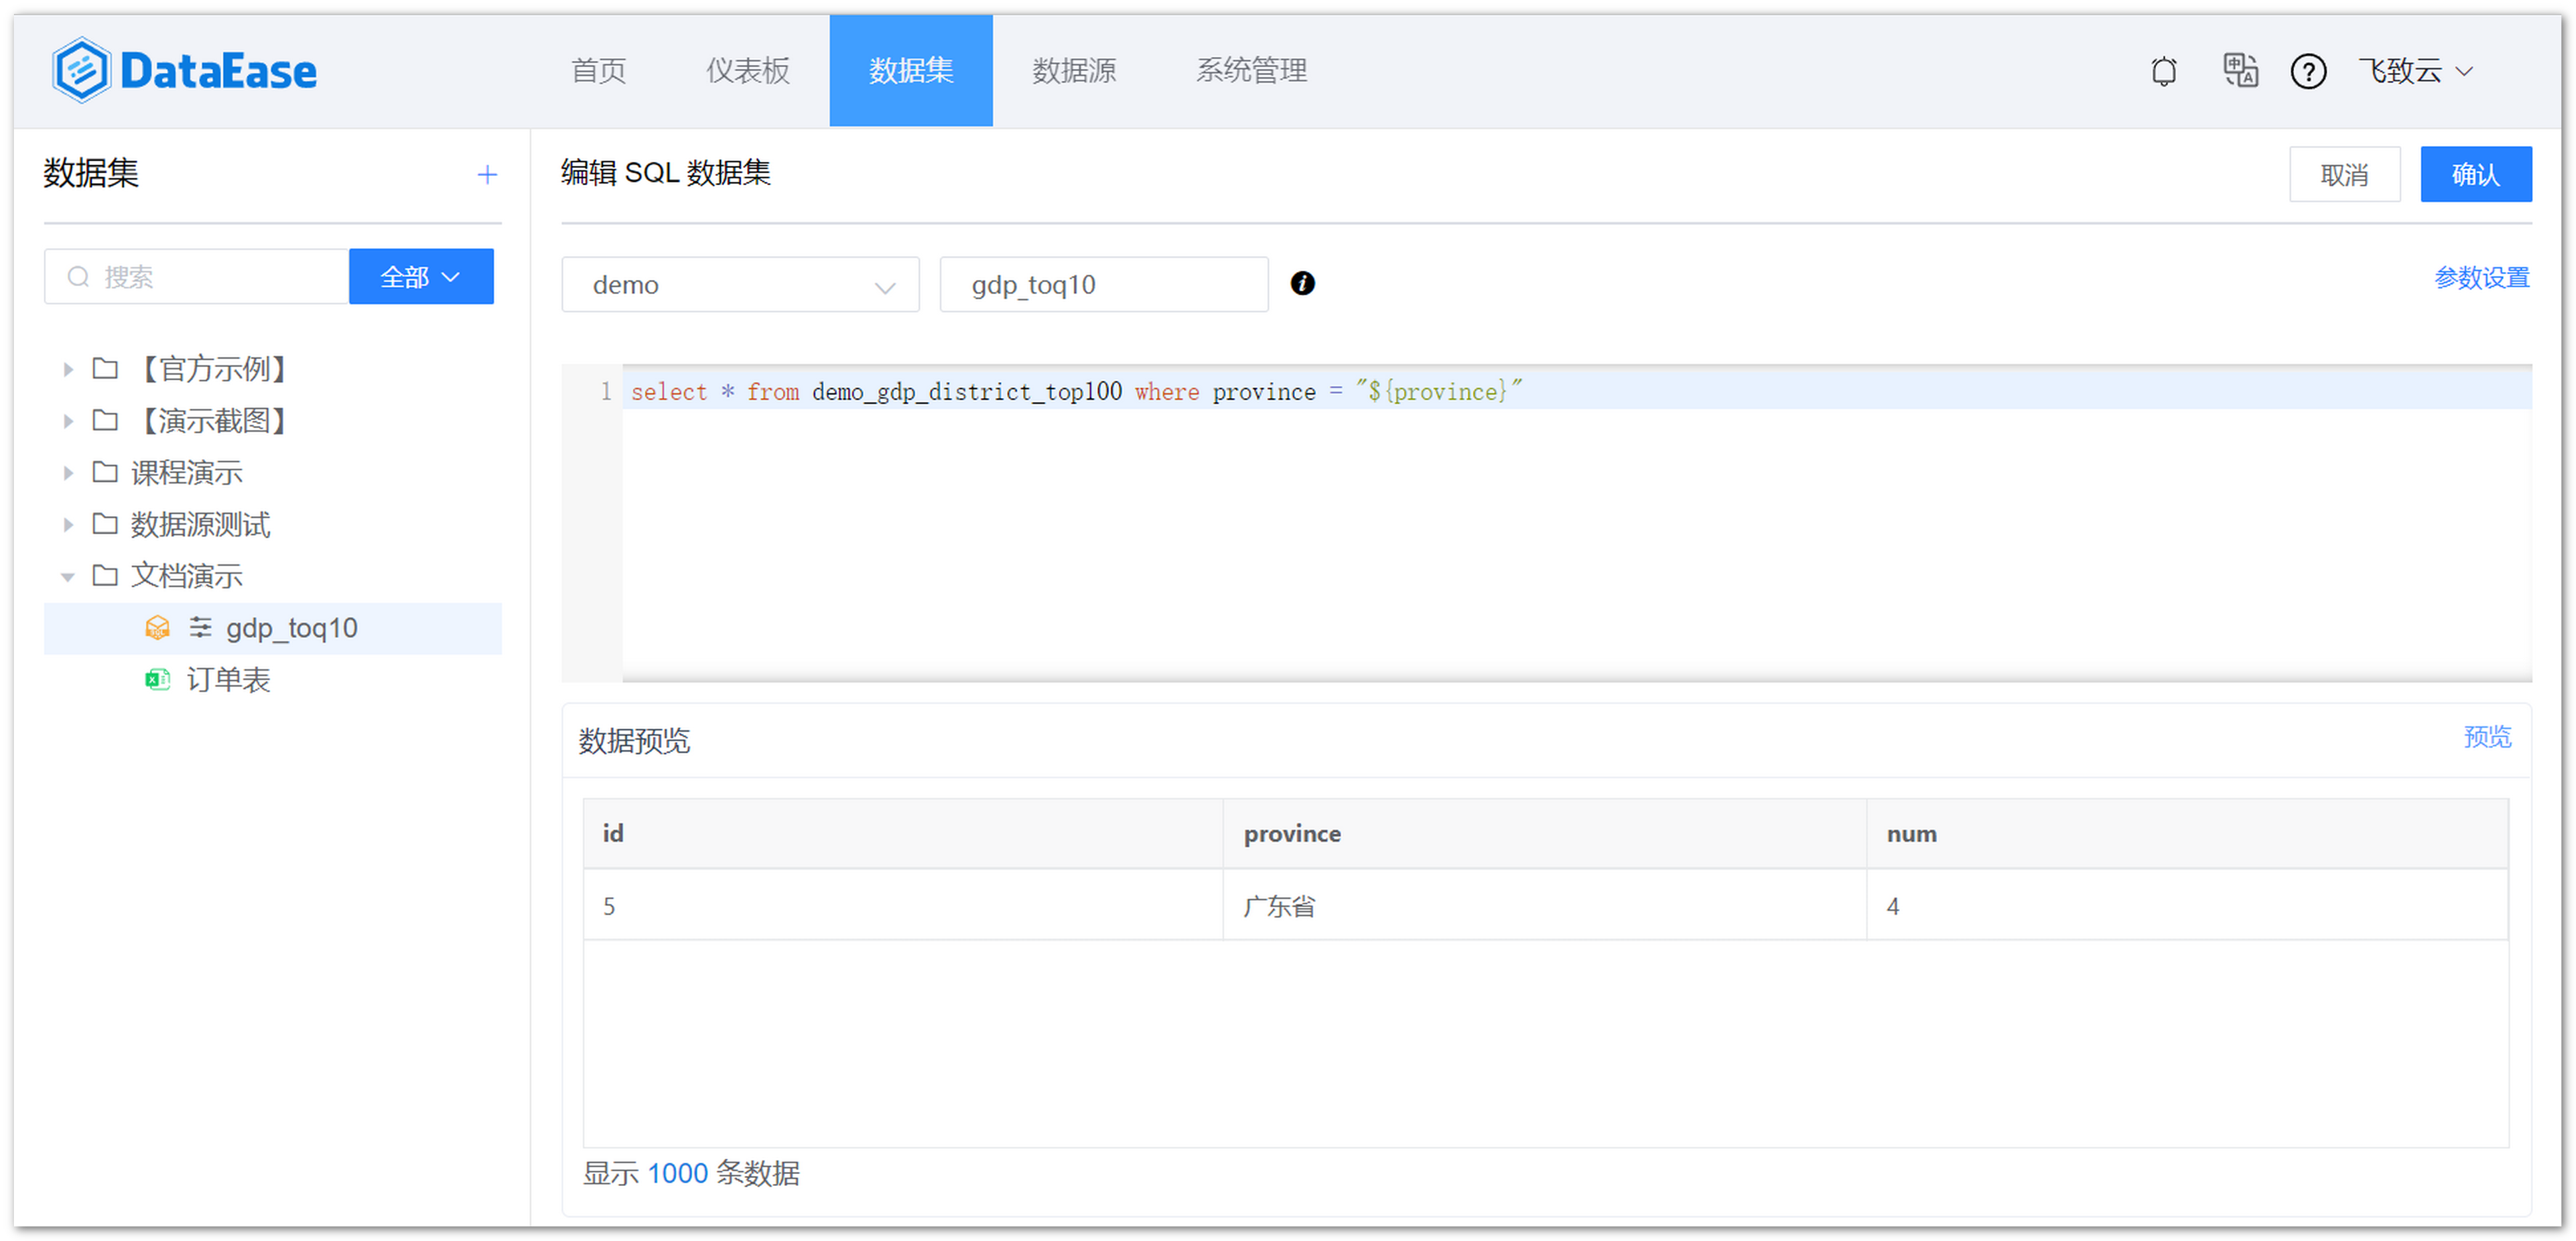 DataEase 首页 仪表板 数据集 数据源 系统管理 飞致云
数据集
搜索 全部
【官方示例】
【演示截图】
课程演示
数据源测试
文档演示
gdp_toq10
订单表
编辑 SQL 数据集 取消 确认
demo gdp_toq10 参数设置
1 select * from demo_gdp_district_top100 where province = "${province}"
数据预览 预览
id province num
5 广东省 4
显示 1000 条数据